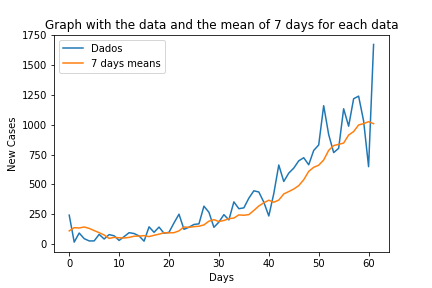 Graph with the data and the mean of 7 days for each data
1750
1500
1250
1000
750
500
250
0
New Cases
Dados
7 days means
0 10 20 30 40 50 60
Days